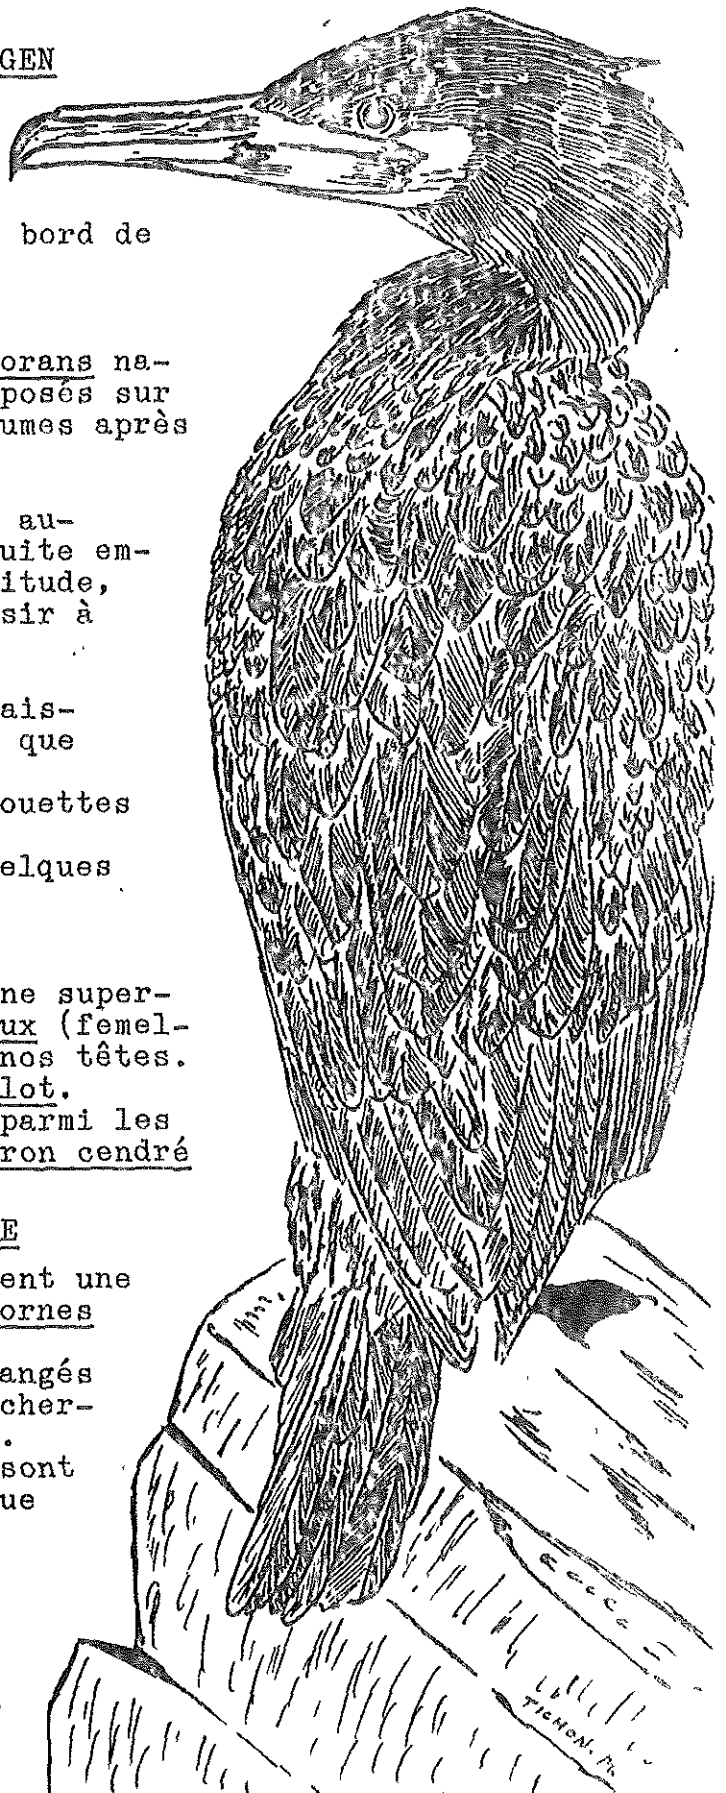 GEN
bord de
orans na-
posés sur
umes après
au-
uite em-
itude,
sir à
ais-
que
ouettes
elques
ne super-
ux (femel-
nos têtes.
lot.
parmi les
ron cendré
E
ent une
ornes
angés
cher-
.
sont
ue
TICHON. Ph.